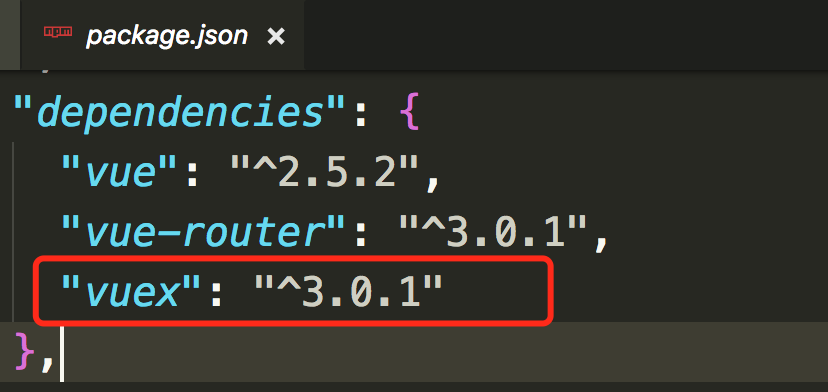 package.json ×
"dependencies": {
"vue": "^2.5.2",
"vue-router": "^3.0.1",
"vuex": "^3.0.1"
},